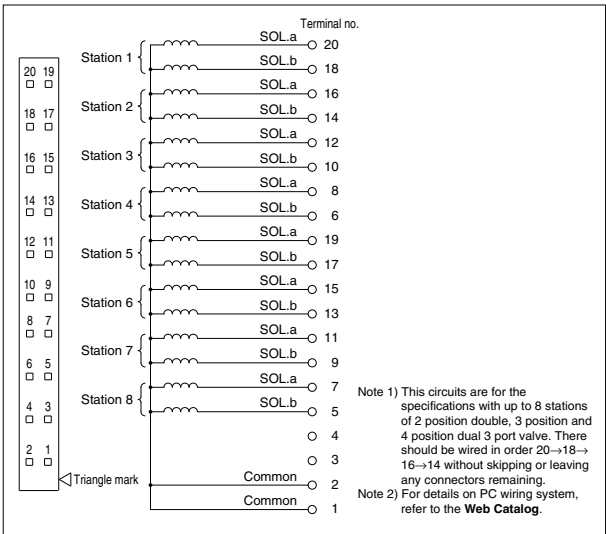 Terminal no.
Station 1 SOL.a 20
SOL.b 18
Station 2 SOL.a 16
SOL.b 14
Station 3 SOL.a 12
SOL.b 10
Station 4 SOL.a 8
SOL.b 6
Station 5 SOL.a 19
SOL.b 17
Station 6 SOL.a 15
SOL.b 13
Station 7 SOL.a 11
SOL.b 9
Station 8 SOL.a 7
SOL.b 5
4
3
Common 2
Common 1
20 19
18 17
16 15
14 13
12 11
10 9
8 7
6 5
4 3
2 1
Triangle mark
Note 1) This circuits are for the
specifications with up to 8 stations
of 2 position double, 3 position and
4 position dual 3 port valve. There
should be wired in order 20→18→
16→14 without skipping or leaving
any connectors remaining.
Note 2) For details on PC wiring system,
refer to the Web Catalog.